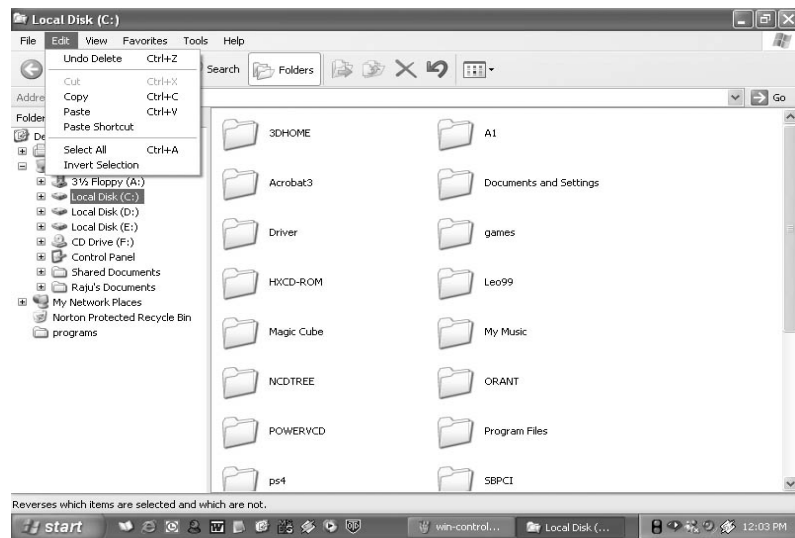 Local Disk (C:)
File Edit View Favorites Tools Help
Undo Delete Ctrl+Z
Cut Ctrl+X
Copy Ctrl+C
Paste Ctrl+V
Paste Shortcut
Select All Ctrl+A
Invert Selection
Search Folders
Addre
Go
Folder
De
3½ Floppy (A:)
Local Disk (C:)
Local Disk (D:)
Local Disk (E:)
CD Drive (F:)
Control Panel
Shared Documents
Raju's Documents
My Network Places
Norton Protected Recycle Bin
programs
3DHOME A1
Acrobat3 Documents and Settings
Driver games
HXCD-ROM Leo99
Magic Cube My Music
NCDTREE ORANT
POWERVCD Program Files
ps4 SBPCI
Reverses which items are selected and which are not.
start win-control... Local Disk (... 12:03 PM